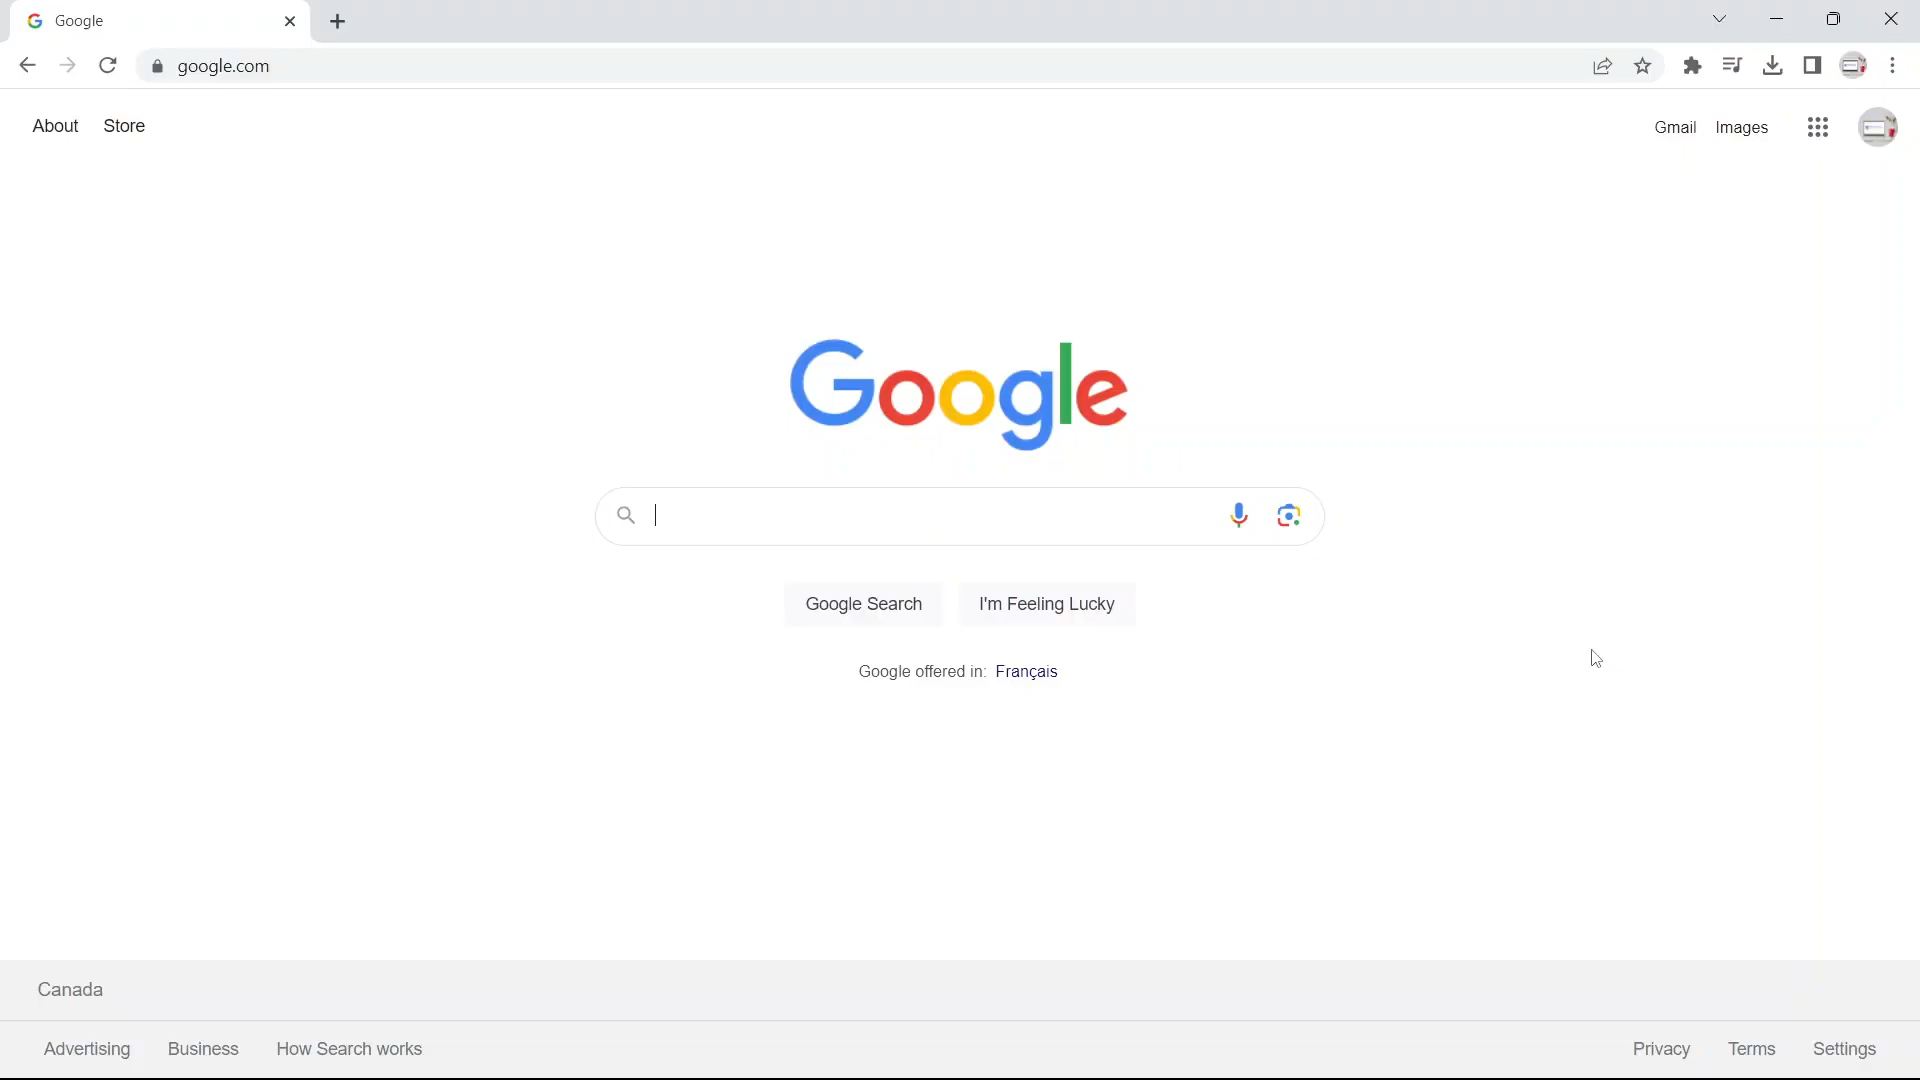 Google
google.com
About Store
Gmail Images
Google
Google Search I'm Feeling Lucky
Google offered in: Français
Canada
Advertising Business How Search works
Privacy Terms Settings